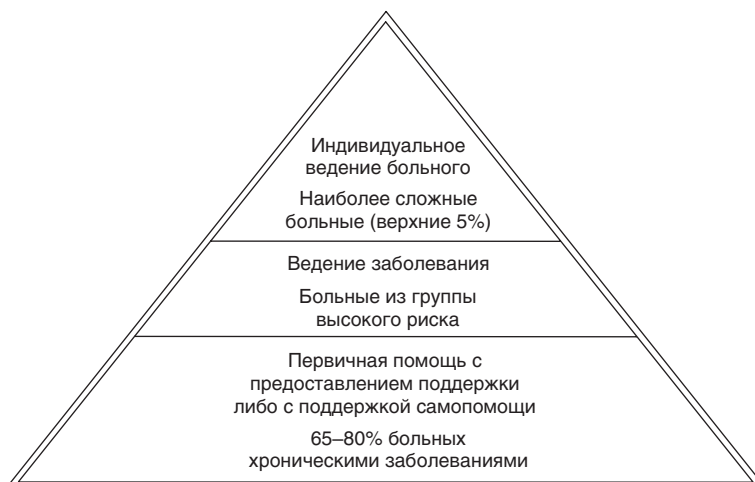 Индивидуальное
ведение больного
Наиболее сложные
больные (верхние 5%)
Ведение заболевания
Больные из группы
высокого риска
Первичная помощь с
предоставлением поддержки
либо с поддержкой самопомощи
65–80% больных
хроническими заболеваниями